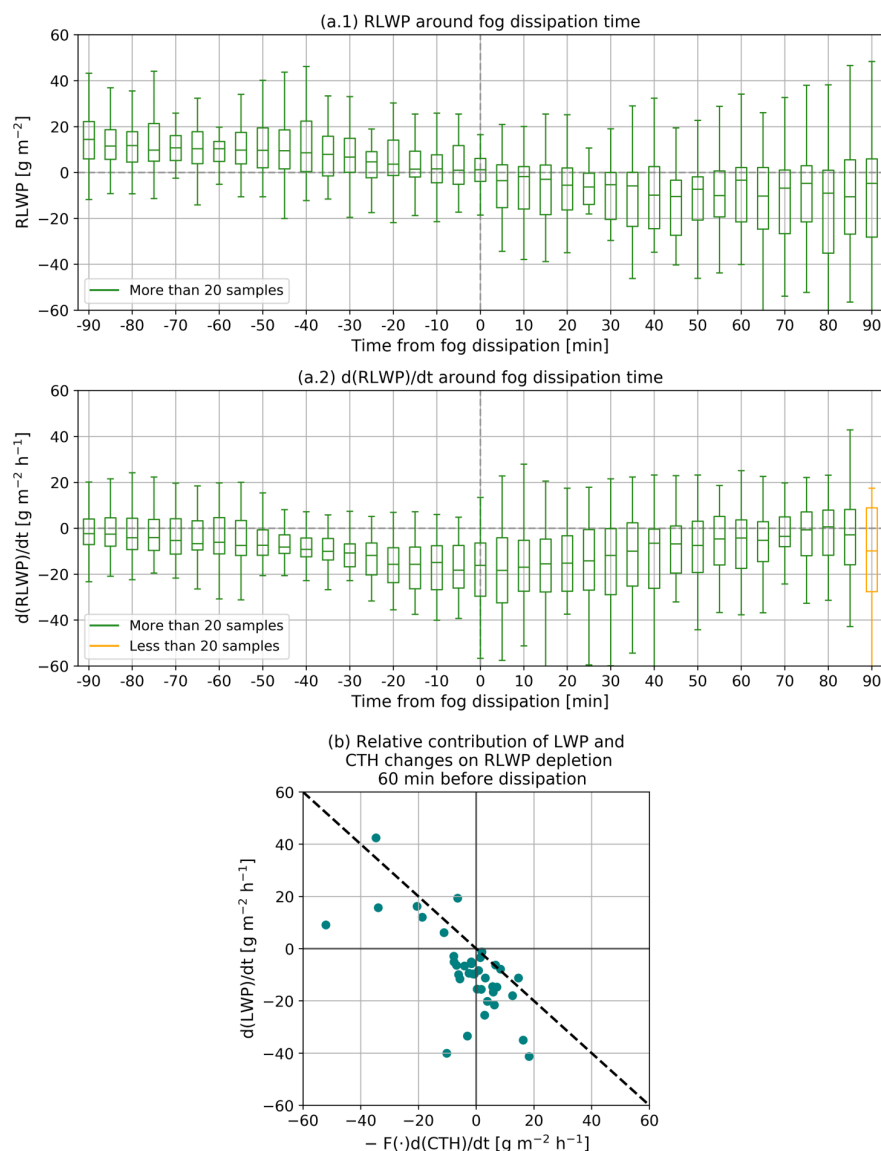 (a.1) RLWP around fog dissipation time
60
40
20
0
−20
−40
−60
RLWP [g m⁻²]
More than 20 samples
-90 -80 -70 -60 -50 -40 -30 -20 -10 0 10 20 30 40 50 60 70 80 90
Time from fog dissipation [min]
(a.2) d(RLWP)/dt around fog dissipation time
60
40
20
0
−20
−40
−60
d(RLWP)/dt [g m⁻² h⁻¹]
More than 20 samples
Less than 20 samples
-90 -80 -70 -60 -50 -40 -30 -20 -10 0 10 20 30 40 50 60 70 80 90
Time from fog dissipation [min]
(b) Relative contribution of LWP and
CTH changes on RLWP depletion
60 min before dissipation
60
40
20
0
−20
−40
−60
d(LWP)/dt [g m⁻² h⁻¹]
−60 −40 −20 0 20 40 60
− F(·)d(CTH)/dt [g m⁻² h⁻¹]